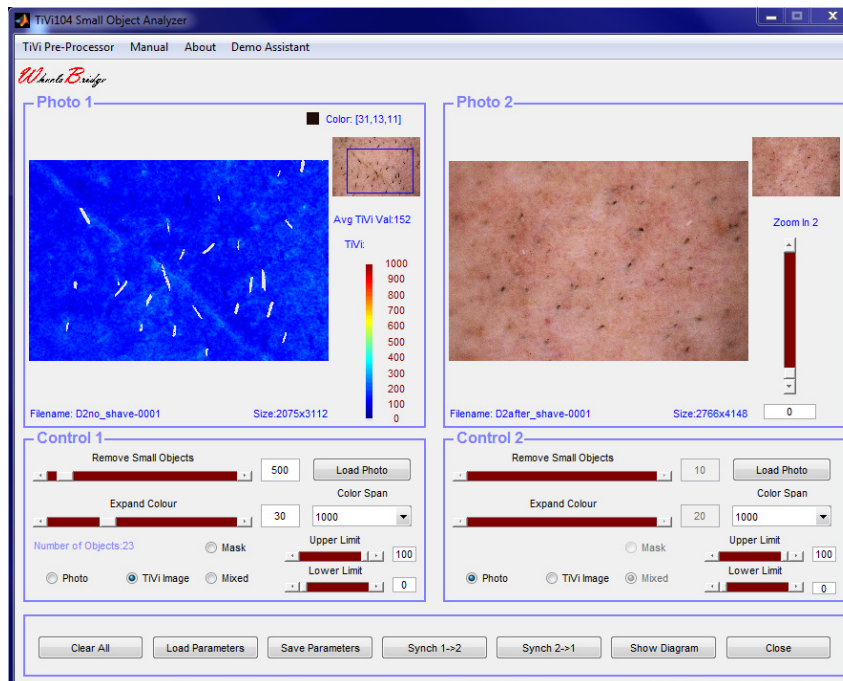 TiVi104 Small Object Analyzer
TiVi Pre-Processor Manual About Demo Assistant
WheelsBridge
Photo 1
Color: [31,13,11]
Avg TiVi Val:152
TiVi:
1000
900
800
700
600
500
400
300
200
100
0
Filename: D2no_shave-0001 Size:2075x3112
Photo 2
Zoom In 2
0
Filename: D2after_shave-0001 Size:2766x4148
Control 1
Remove Small Objects
500
Load Photo
Expand Colour
30
Color Span
1000
Number of Objects:23
Mask
Upper Limit
100
Photo
TiVi Image
Mixed
Lower Limit
0
Control 2
Remove Small Objects
10
Load Photo
Expand Colour
20
Color Span
1000
Mask
Upper Limit
100
Photo
TiVi Image
Mixed
Lower Limit
0
Clear All Load Parameters Save Parameters Synch 1->2 Synch 2->1 Show Diagram Close